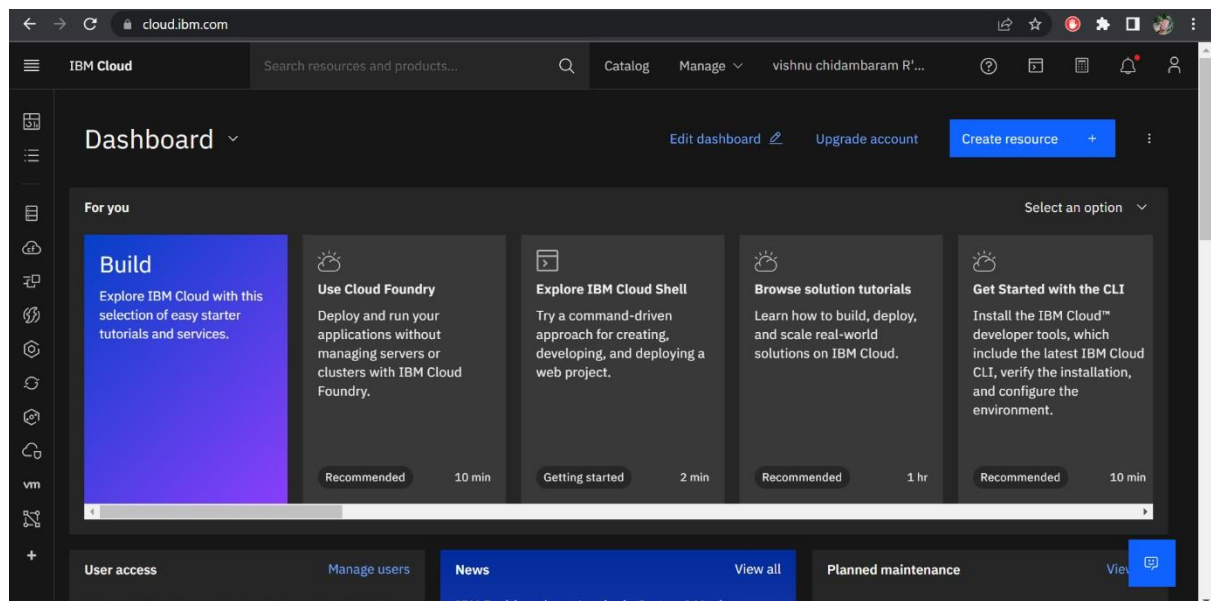 cloud.ibm.com
IBM Cloud
Search resources and products...
Catalog
Manage
vishnu chidambaram R'...
Dashboard
Edit dashboard
Upgrade account
Create resource +
For you
Select an option
Build
Explore IBM Cloud with this
selection of easy starter
tutorials and services.
Use Cloud Foundry
Deploy and run your
applications without
managing servers or
clusters with IBM Cloud
Foundry.
Recommended
10 min
Explore IBM Cloud Shell
Try a command-driven
approach for creating,
developing, and deploying a
web project.
Getting started
2 min
Browse solution tutorials
Learn how to build, deploy,
and scale real-world
solutions on IBM Cloud.
Recommended
1 hr
Get Started with the CLI
Install the IBM Cloud™
developer tools, which
include the latest IBM Cloud
CLI, verify the installation,
and configure the
environment.
Recommended
10 min
vm
User access
Manage users
News
View all
Planned maintenance